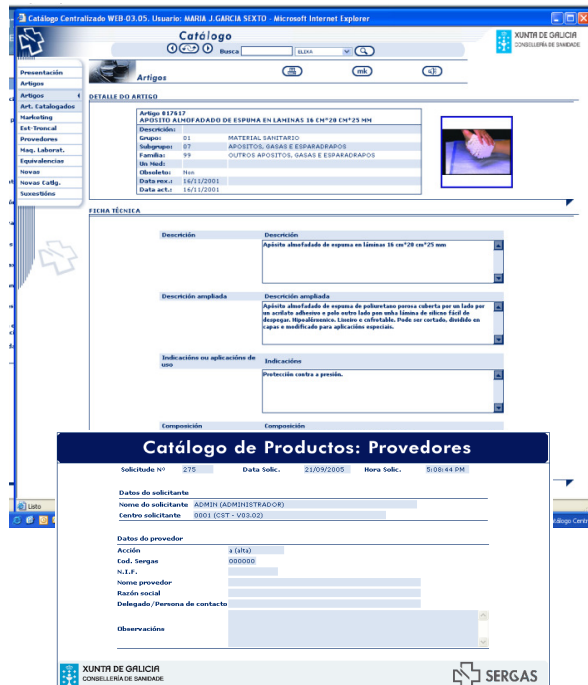 Catálogo Centralizado WEB-03.05. Usuario: MARIA J.GARCIA SEXTO - Microsoft Internet Explorer
Catálogo
Busca
ELIXA
XUNTA DE GALICIA
CONSELLERÍA DE SANIDADE
Presentación
Artigos
Artigos
Art. Catalogados
Marketing
Est-Truncal
Provedores
Maq. Laborat.
Equivalencias
Novas
Novas Catlg.
Suxestións
Artigos
mk
DETALLE DO ARTIGO
Artigo 017617
APOSITO ALMOFADADO DE ESPUMA EN LAMINAS 16 CM*20 CM*25 MM
Descrición:
Grupo: 01 MATERIAL SANITARIO
Subgrupo: 07 APOSITOS, GASAS E ESPARADRAPOS
Familia: 99 OUTROS APOSITOS, GASAS E ESPARADRAPOS
Un Med:
Obsoleto: Non
Data rex.: 16/11/2001
Data act.: 16/11/2001
FICHA TÉCNICA
Descrición Descrición
Apósito almofadado de espuma en láminas 16 cm*20 cm*25 mm
Descrición ampliada Descrición ampliada
Apósito almofadado de espuma de poliuretano porosa cuberta por un lado por
un acrilato adhesivo e polo outro lado pon unha lámina de silicno fácil de
despegar. Hipoalérxenico. Lixeiro e
Pode ser cortado, dividido en
capas e modificado para aplicacións especiais.
Indicacións ou aplicacións de
uso
Indicacións
Protección contra a presión.
Composición Composición
Catálogo de Productos: Provedores
Solicitude Nº 275 Data Solic. 21/09/2005 Hora Solic. 5:08:44 PM
Datos do solicitante
Nome do solicitante ADMIN (ADMINISTRADOR)
Centro solicitante 0001 (CST - V03.02)
Datos do provedor
Acción a (alta)
Cod. Sergas 000000
N.I.F.
Nome provedor
Razón social
Delegado/Persona de contacto
Observacións
Listo
XUNTA DE GALICIA
CONSELLERÍA DE SANIDADE
SERGAS